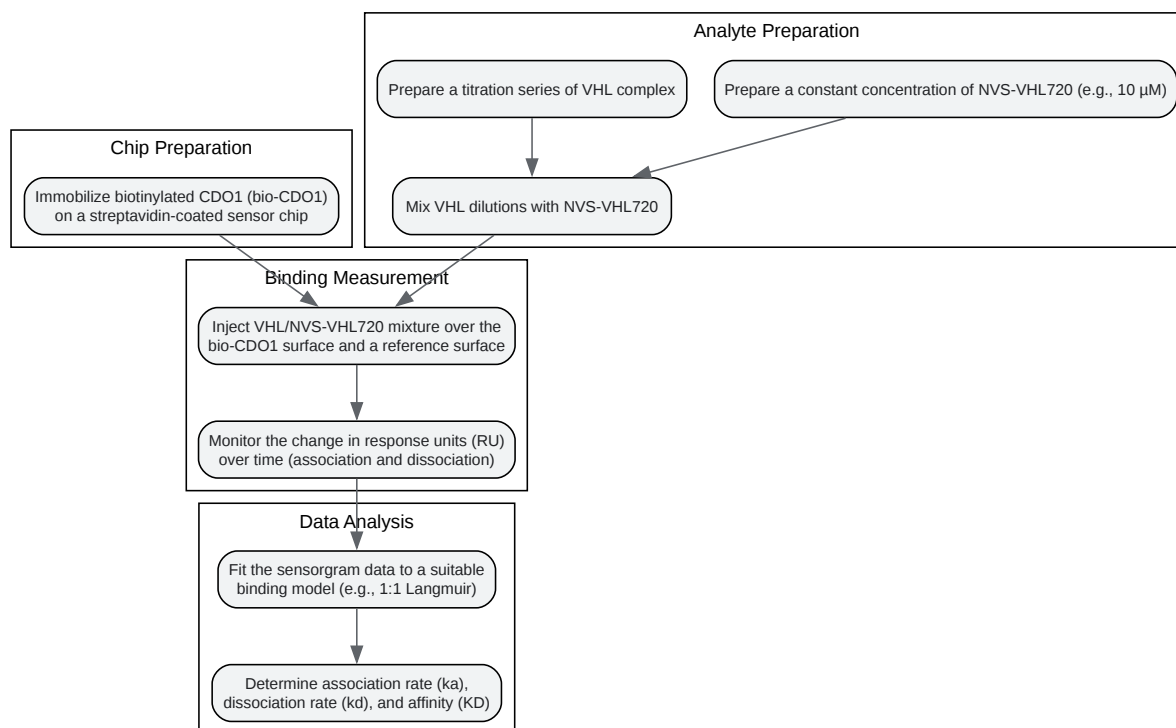 Analyte Preparation
Prepare a titration series of VHL complex
Prepare a constant concentration of NVS-VHL720 (e.g., 10 µM)
Mix VHL dilutions with NVS-VHL720
Chip Preparation
Immobilize biotinylated CDO1 (bio-CDO1)
on a streptavidin-coated sensor chip
Binding Measurement
Inject VHL/NVS-VHL720 mixture over the
bio-CDO1 surface and a reference surface
Monitor the change in response units (RU)
over time (association and dissociation)
Data Analysis
Fit the sensorgram data to a suitable
binding model (e.g., 1:1 Langmuir)
Determine association rate (ka),
dissociation rate (kd), and affinity (KD)